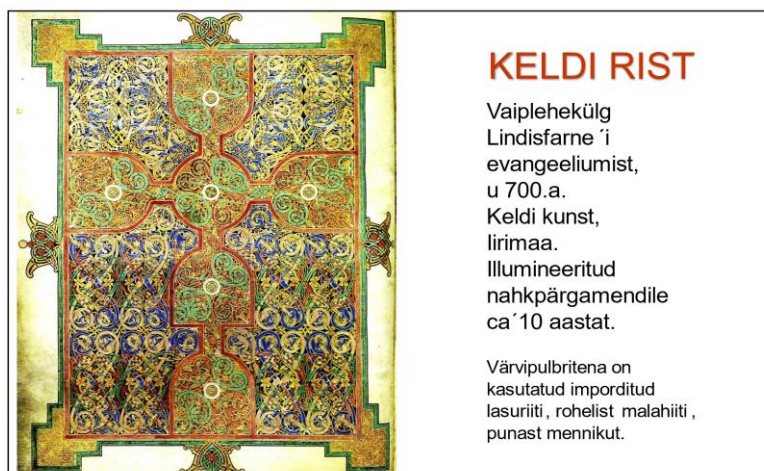 KELDI RIST
Vaiplehekülg
Lindisfarne ´i
evangeeliumist,
u 700.a.
Keldi kunst,
Iirimaa.
Illumineeritud
nahkpärgamendile
ca´10 aastat.
Värvipulbritena on
kasutatud imporditud
lasuriiti, rohelist malahiiti,
punast mennikut.